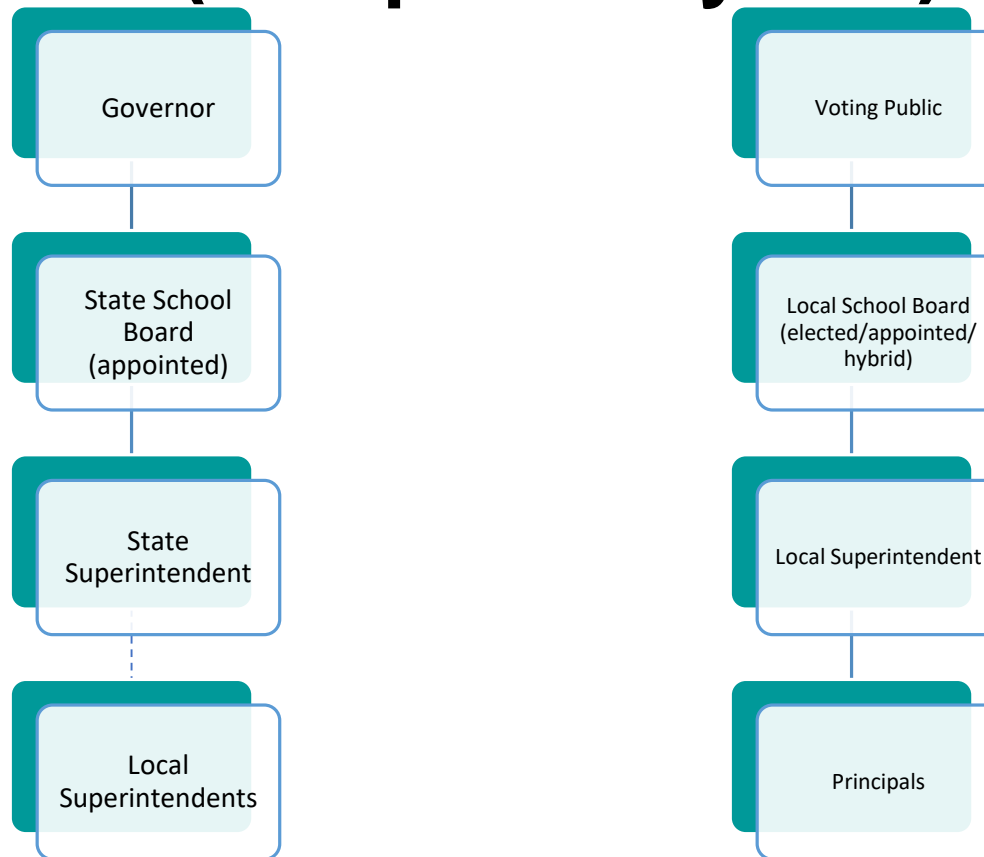 Governor
State School
Board
(appointed)
State
Superintendent
Local
Superintendents
Voting Public
Local School Board
(elected/appointed/
hybrid)
Local Superintendent
Principals